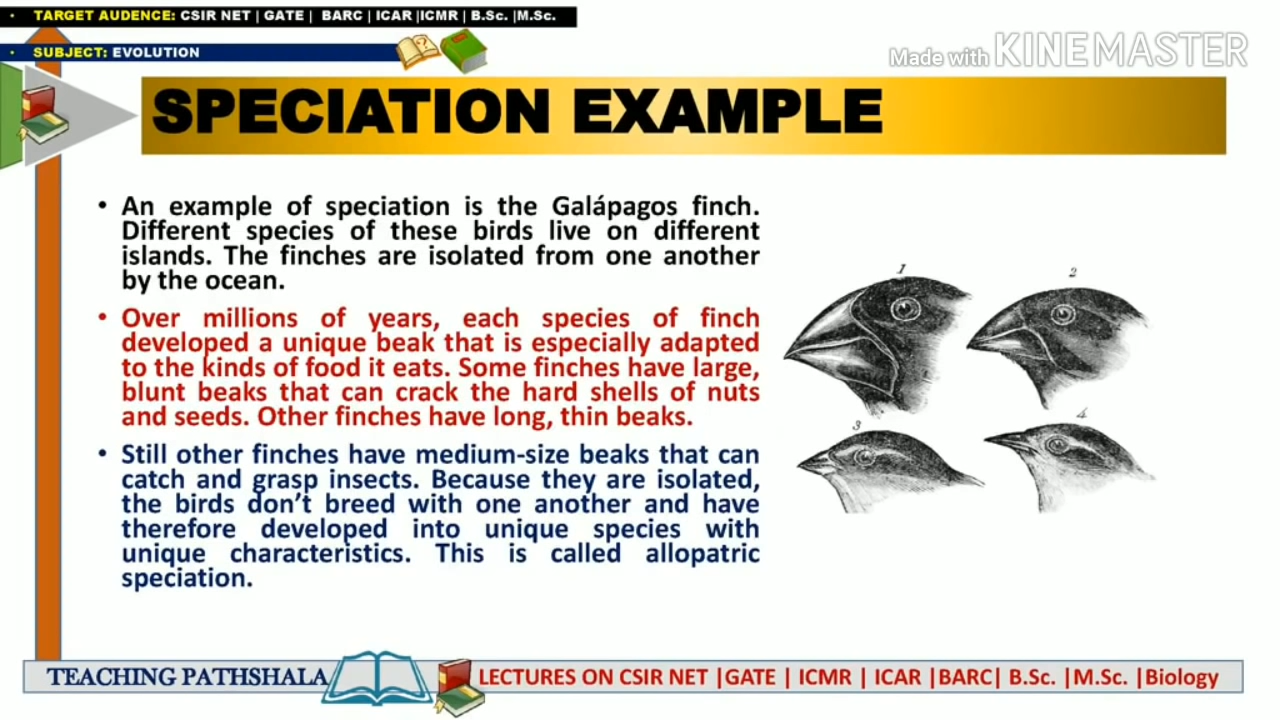 • TARGET AUDENCE: CSIR NET | GATE | BARC | ICAR |ICMR | B.Sc. |M.Sc.
• SUBJECT: EVOLUTION
Made with KINEMASTER
SPECIATION EXAMPLE
• An example of speciation is the Galápagos finch.
Different species of these birds live on different
islands. The finches are isolated from one another
by the ocean.
• Over millions of years, each species of finch
developed a unique beak that is especially adapted
to the kinds of food it eats. Some finches have large,
blunt beaks that can crack the hard shells of nuts
and seeds. Other finches have long, thin beaks.
• Still other finches have medium-size beaks that can
catch and grasp insects. Because they are isolated,
the birds don’t breed with one another and have
therefore developed into unique species with
unique characteristics. This is called allopatric
speciation.
1
2
3
4
TEACHING PATHSHALA
LECTURES ON CSIR NET |GATE | ICMR | ICAR |BARC| B.Sc. |M.Sc. |Biology